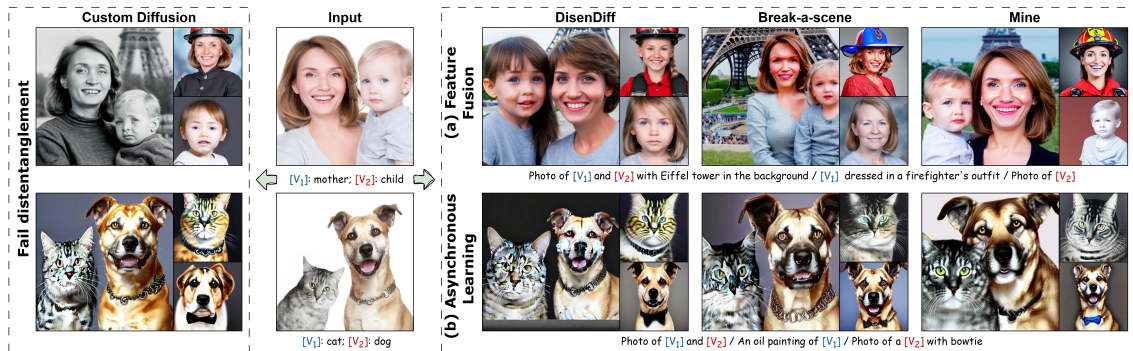 Custom Diffusion
Input
DisenDiff
Break-a-scene
Mine
Fail distentanglement
(a) Feature
Fusion
[V₁]: mother; [V₂]: child
Photo of [V₁] and [V₂] with Eiffel tower in the background / [V₁] dressed in a firefighter's outfit / Photo of [V₂]
(b) Asynchronous
Learning
[V₁]: cat; [V₂]: dog
Photo of [V₁] and [V₂] / An oil painting of [V₁] / Photo of a [V₂] with bowtie